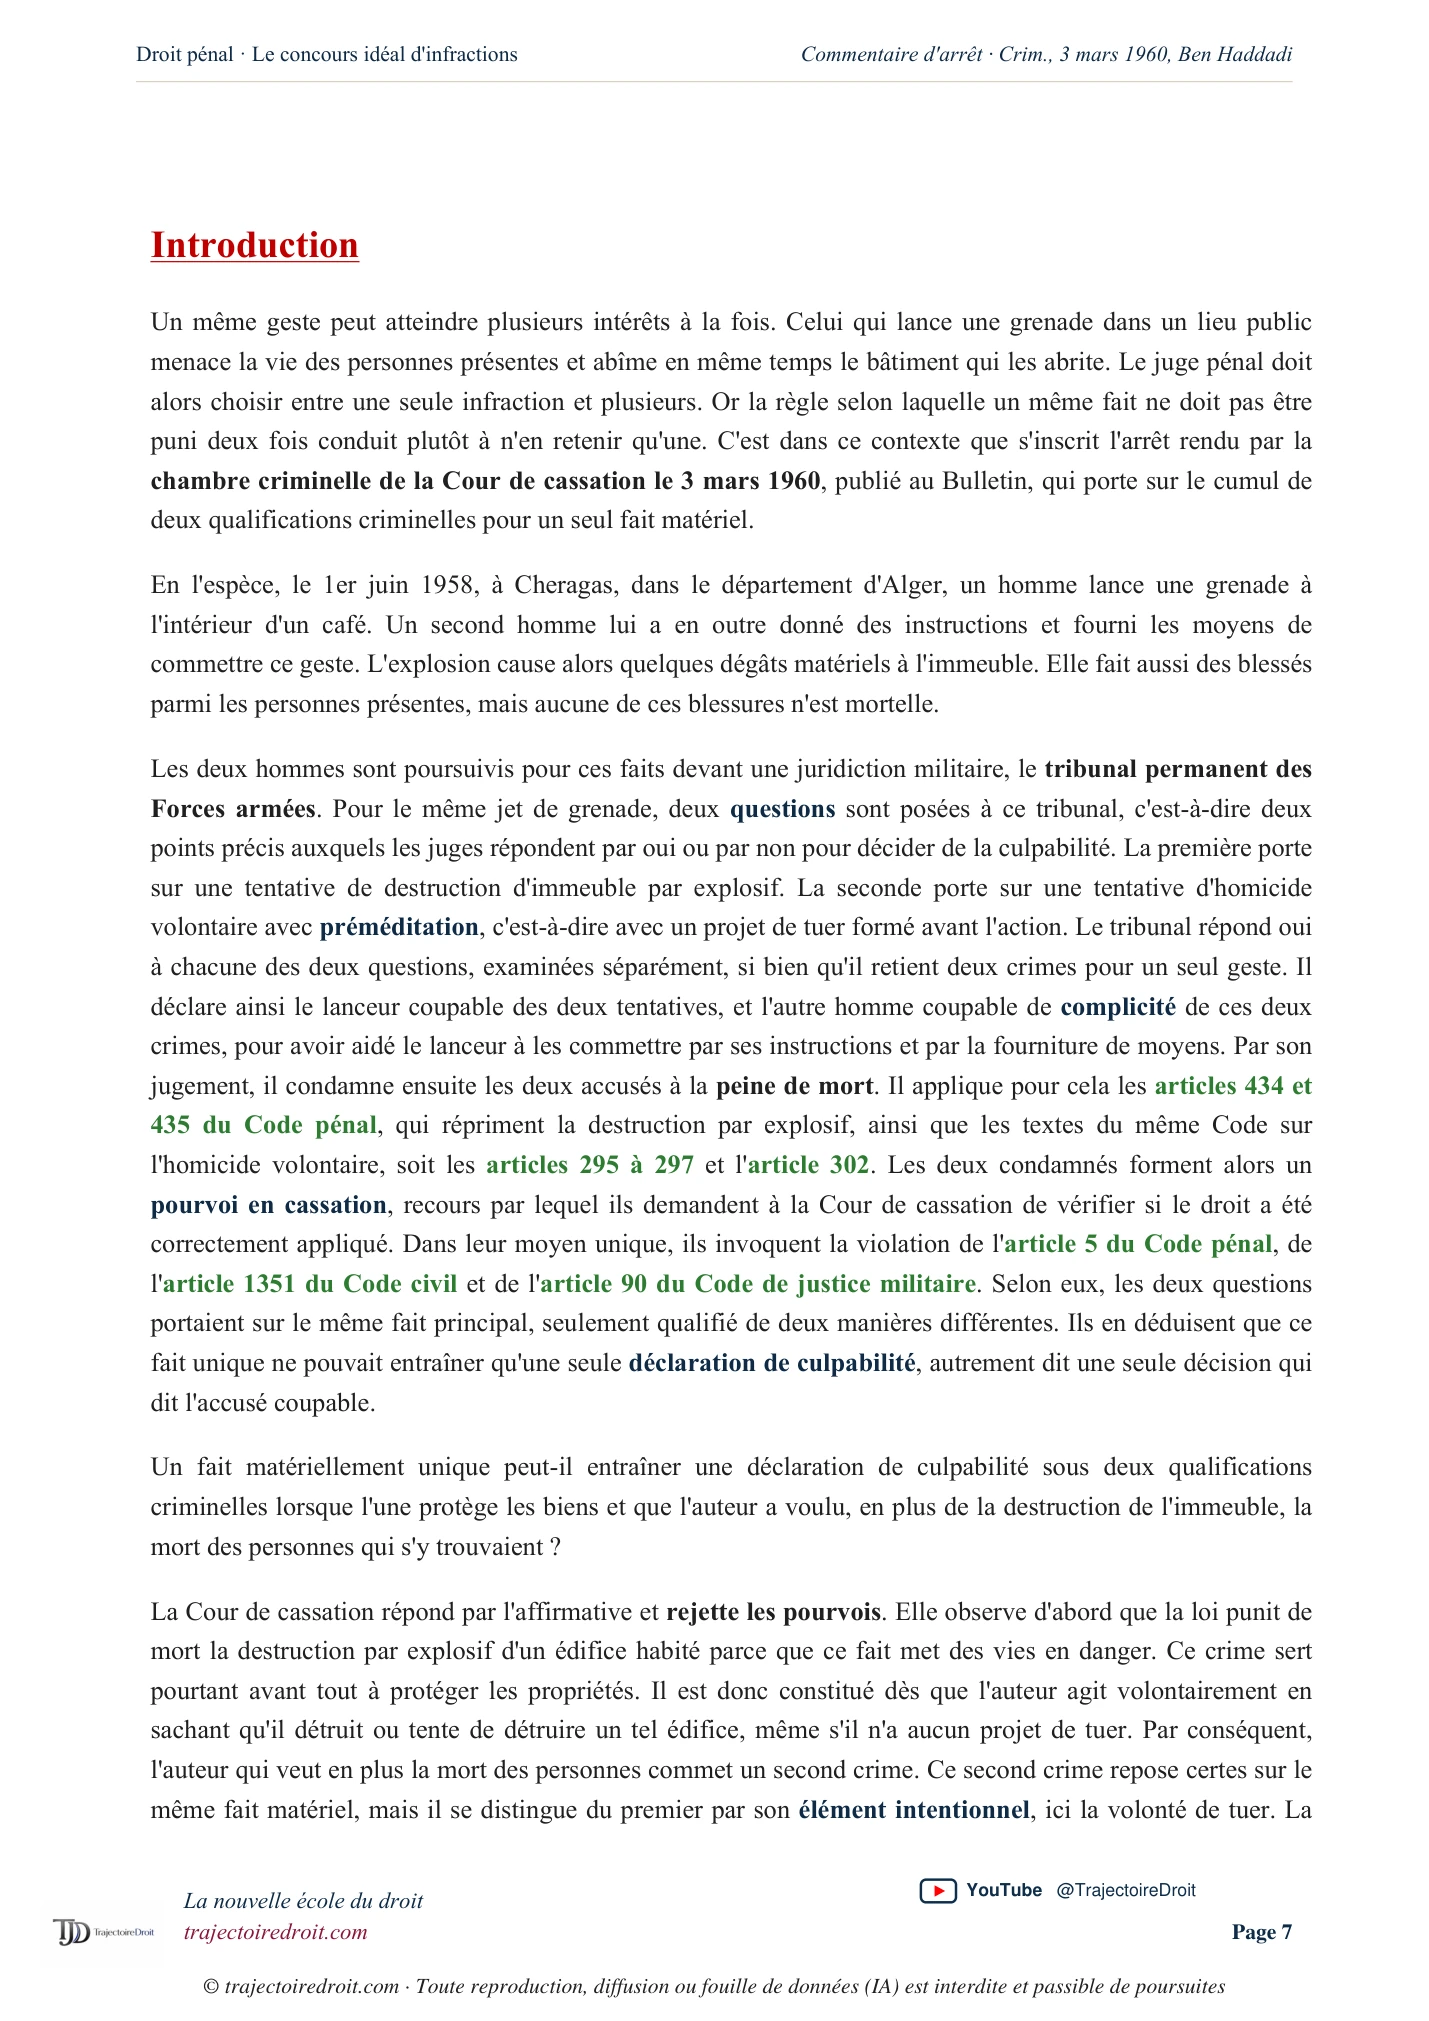 Droit pénal · Le concours idéal d'infractions
Commentaire d'arrêt · Crim., 3 mars 1960, Ben Haddadi
Introduction
Un même geste peut atteindre plusieurs intérêts à la fois. Celui qui lance une grenade dans un lieu public
menace la vie des personnes présentes et abîme en même temps le bâtiment qui les abrite. Le juge pénal doit
alors choisir entre une seule infraction et plusieurs. Or la règle selon laquelle un même fait ne doit pas être
puni deux fois conduit plutôt à n'en retenir qu'une. C'est dans ce contexte que s'inscrit l'arrêt rendu par la
chambre criminelle de la Cour de cassation le 3 mars 1960, publié au Bulletin, qui porte sur le cumul de
deux qualifications criminelles pour un seul fait matériel.
En l'espèce, le 1er juin 1958, à Cheragas, dans le département d'Alger, un homme lance une grenade à
l'intérieur d'un café. Un second homme lui a en outre donné des instructions et fourni les moyens de
commettre ce geste. L'explosion cause alors quelques dégâts matériels à l'immeuble. Elle fait aussi des blessés
parmi les personnes présentes, mais aucune de ces blessures n'est mortelle.
Les deux hommes sont poursuivis pour ces faits devant une juridiction militaire, le tribunal permanent des
Forces armées. Pour le même jet de grenade, deux questions sont posées à ce tribunal, c'est-à-dire deux
points précis auxquels les juges répondent par oui ou par non pour décider de la culpabilité. La première porte
sur une tentative de destruction d'immeuble par explosif. La seconde porte sur une tentative d'homicide
volontaire avec préméditation, c'est-à-dire avec un projet de tuer formé avant l'action. Le tribunal répond oui
à chacune des deux questions, examinées séparément, si bien qu'il retient deux crimes pour un seul geste. Il
déclare ainsi le lanceur coupable des deux tentatives, et l'autre homme coupable de complicité de ces deux
crimes, pour avoir aidé le lanceur à les commettre par ses instructions et par la fourniture de moyens. Par son
jugement, il condamne ensuite les deux accusés à la peine de mort. Il applique pour cela les articles 434 et
435 du Code pénal, qui répriment la destruction par explosif, ainsi que les textes du même Code sur
l'homicide volontaire, soit les articles 295 à 297 et l'article 302. Les deux condamnés forment alors un
pourvoi en cassation, recours par lequel ils demandent à la Cour de cassation de vérifier si le droit a été
correctement appliqué. Dans leur moyen unique, ils invoquent la violation de l'article 5 du Code pénal, de
l'article 1351 du Code civil et de l'article 90 du Code de justice militaire. Selon eux, les deux questions
portaient sur le même fait principal, seulement qualifié de deux manières différentes. Ils en déduisent que ce
fait unique ne pouvait entraîner qu'une seule déclaration de culpabilité, autrement dit une seule décision qui
dit l'accusé coupable.
Un fait matériellement unique peut-il entraîner une déclaration de culpabilité sous deux qualifications
criminelles lorsque l'une protège les biens et que l'auteur a voulu, en plus de la destruction de l'immeuble, la
mort des personnes qui s'y trouvaient ?
La Cour de cassation répond par l'affirmative et rejette les pourvois. Elle observe d'abord que la loi punit de
mort la destruction par explosif d'un édifice habité parce que ce fait met des vies en danger. Ce crime sert
pourtant avant tout à protéger les propriétés. Il est donc constitué dès que l'auteur agit volontairement en
sachant qu'il détruit ou tente de détruire un tel édifice, même s'il n'a aucun projet de tuer. Par conséquent,
l'auteur qui veut en plus la mort des personnes commet un second crime. Ce second crime repose certes sur le
même fait matériel, mais il se distingue du premier par son élément intentionnel, ici la volonté de tuer. La
La nouvelle école du droit
trajectoiredroit.com
TJD TrajectoireDroit
YouTube @TrajectoireDroit
Page 7
© trajectoiredroit.com · Toute reproduction, diffusion ou fouille de données (IA) est interdite et passible de poursuites